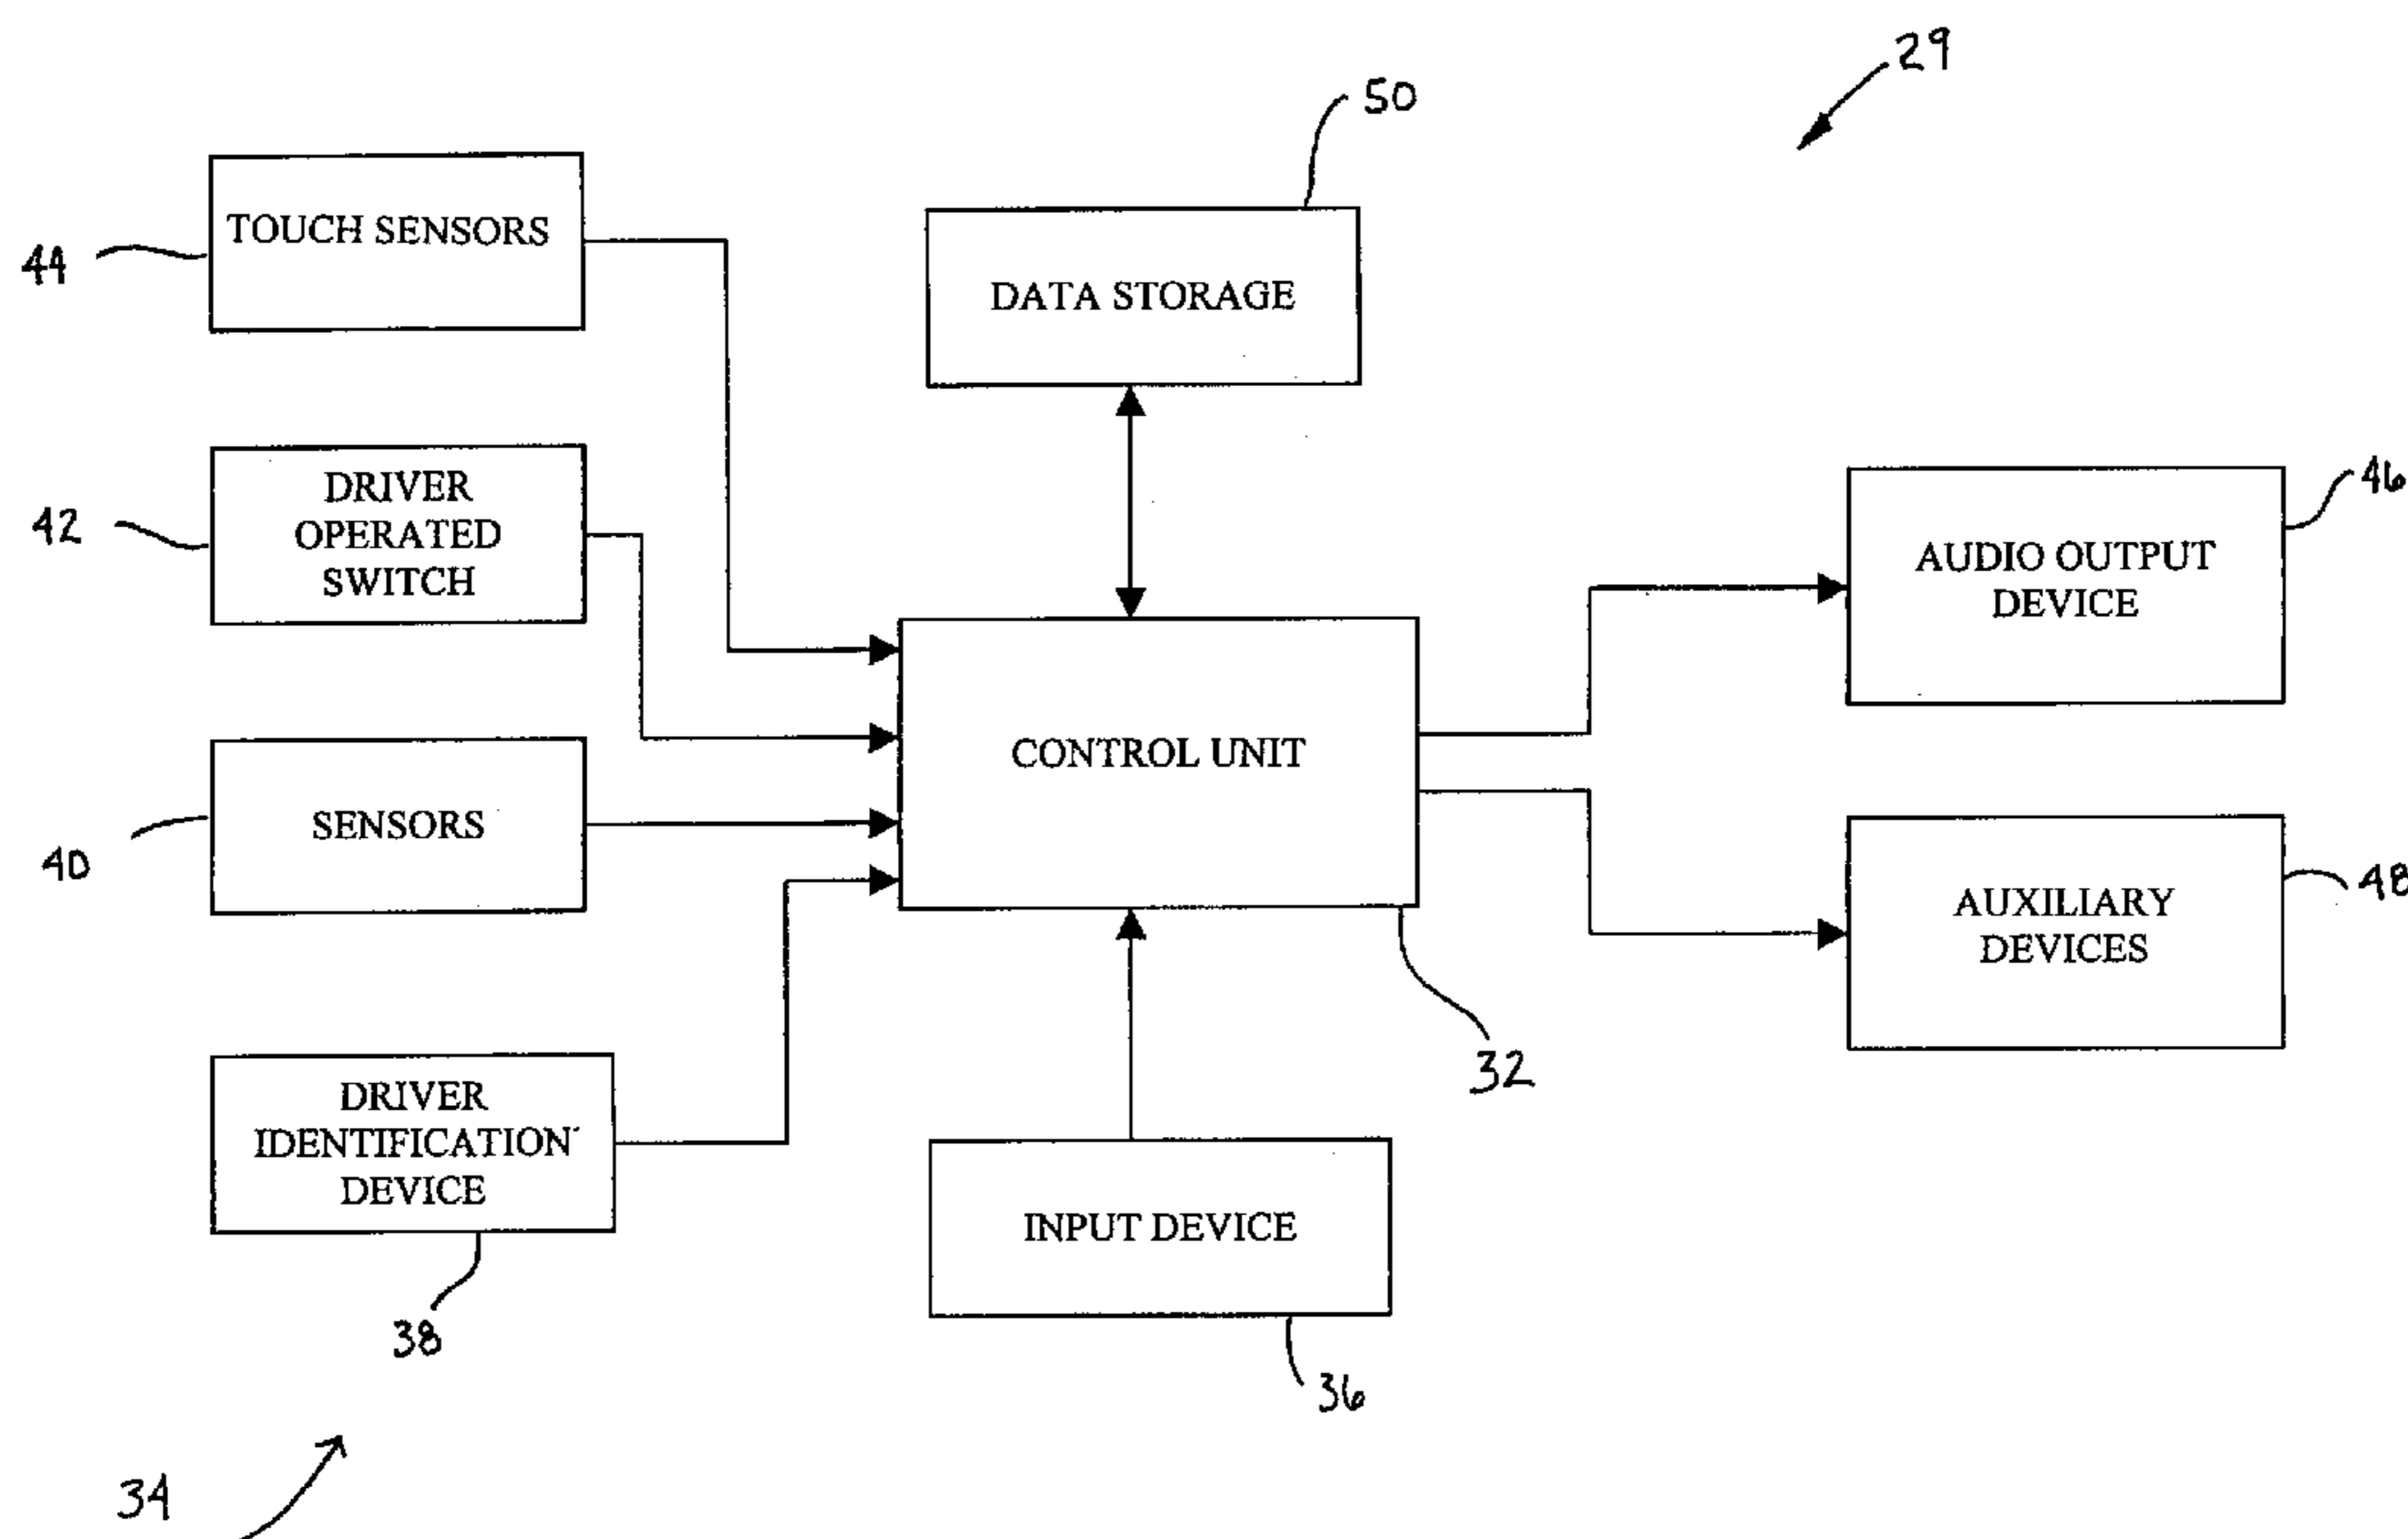 29
50
TOUCH SENSORS
44
DATA STORAGE
DRIVER
OPERATED
SWITCH
42
46
AUDIO OUTPUT
DEVICE
CONTROL UNIT
SENSORS
40
48
AUXILIARY
DEVICES
32
DRIVER
IDENTIFICATION
DEVICE
INPUT DEVICE
38
36
34